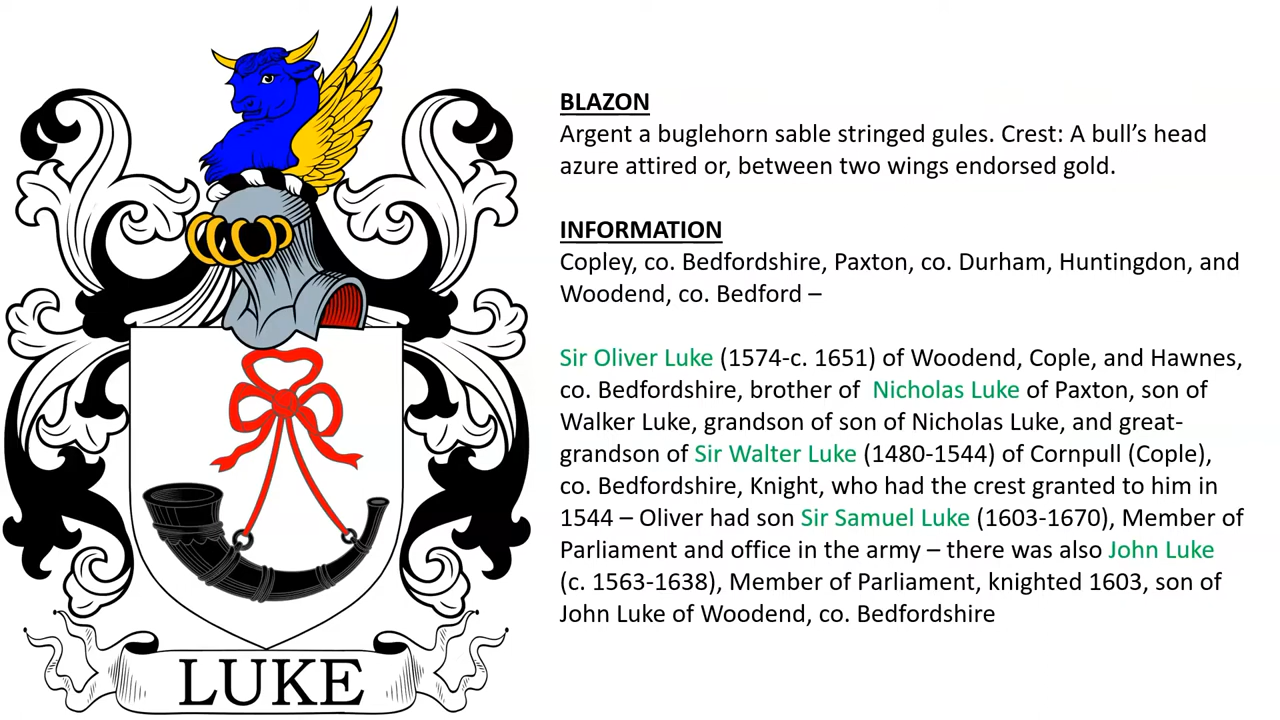 BLAZON
Argent a buglehorn sable stringed gules. Crest: A bull’s head
azure attired or, between two wings endorsed gold.
INFORMATION
Copley, co. Bedfordshire, Paxton, co. Durham, Huntingdon, and
Woodend, co. Bedford –
Sir Oliver Luke (1574-c. 1651) of Woodend, Cople, and Hawnes,
co. Bedfordshire, brother of  Nicholas Luke of Paxton, son of
Walker Luke, grandson of son of Nicholas Luke, and great-
grandson of Sir Walter Luke (1480-1544) of Cornpull (Cople),
co. Bedfordshire, Knight, who had the crest granted to him in
1544 – Oliver had son Sir Samuel Luke (1603-1670), Member of
Parliament and office in the army – there was also John Luke
(c. 1563-1638), Member of Parliament, knighted 1603, son of
John Luke of Woodend, co. Bedfordshire
LUKE